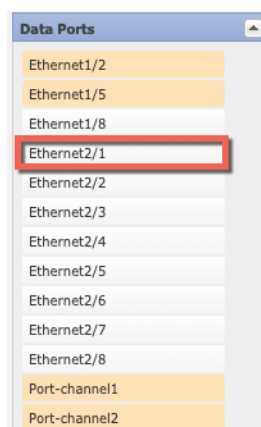 Data Ports
Ethernet1/2
Ethernet1/5
Ethernet1/8
Ethernet2/1
Ethernet2/2
Ethernet2/3
Ethernet2/4
Ethernet2/5
Ethernet2/6
Ethernet2/7
Ethernet2/8
Port-channel1
Port-channel2